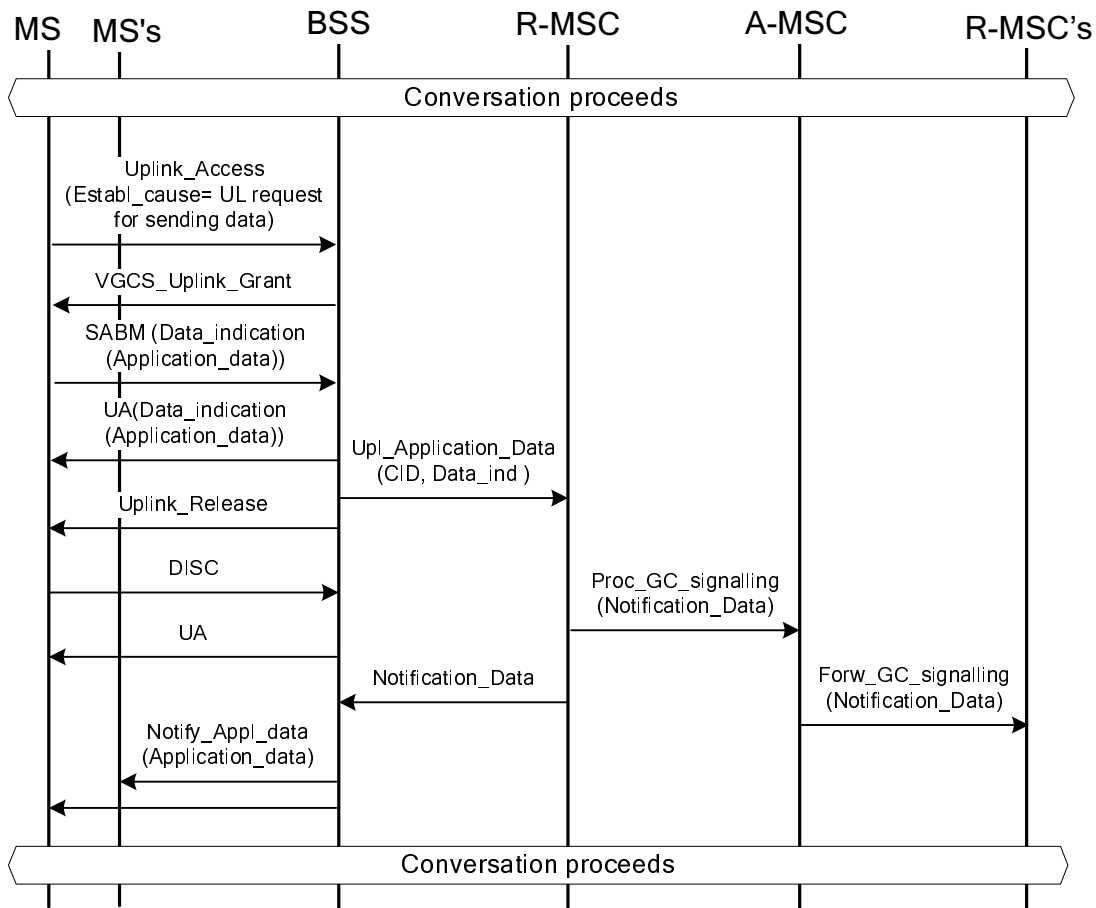 MS MS's BSS R-MSC A-MSC R-MSC’s
Conversation proceeds
Uplink_Access
(Establ_cause= UL request
for sending data)
VGCS_Uplink_Grant
SABM (Data_indication
(Application_data))
UA(Data_indication
(Application_data))
Upl_Application_Data
(CID, Data_ind )
Uplink_Release
DISC
Proc_GC_signalling
(Notification_Data)
UA
Notification_Data
Forw_GC_signalling
(Notification_Data)
Notify_Appl_data
(Application_data)
Conversation proceeds